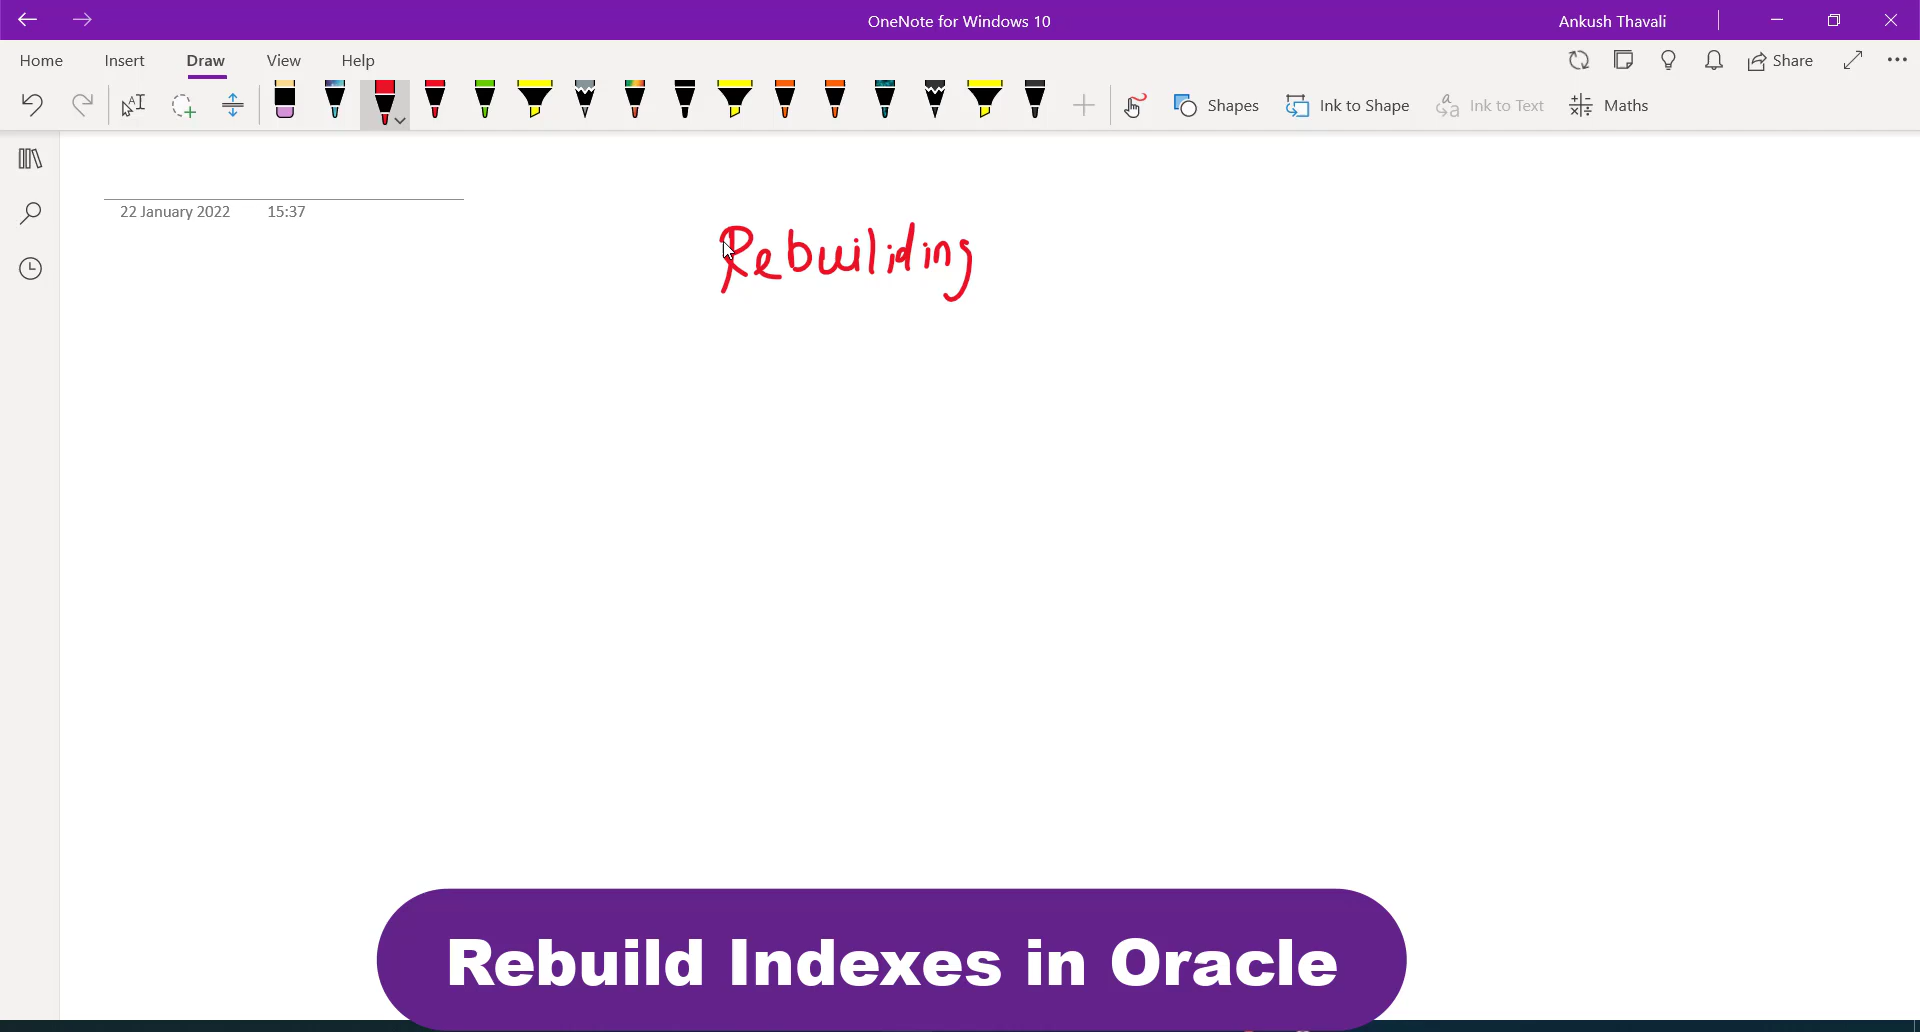 OneNote for Windows 10
Ankush Thavali
Home Insert Draw View Help
Share
Shapes Ink to Shape Ink to Text Maths
22 January 2022 15:37
Rebuiliding
Rebuild Indexes in Oracle